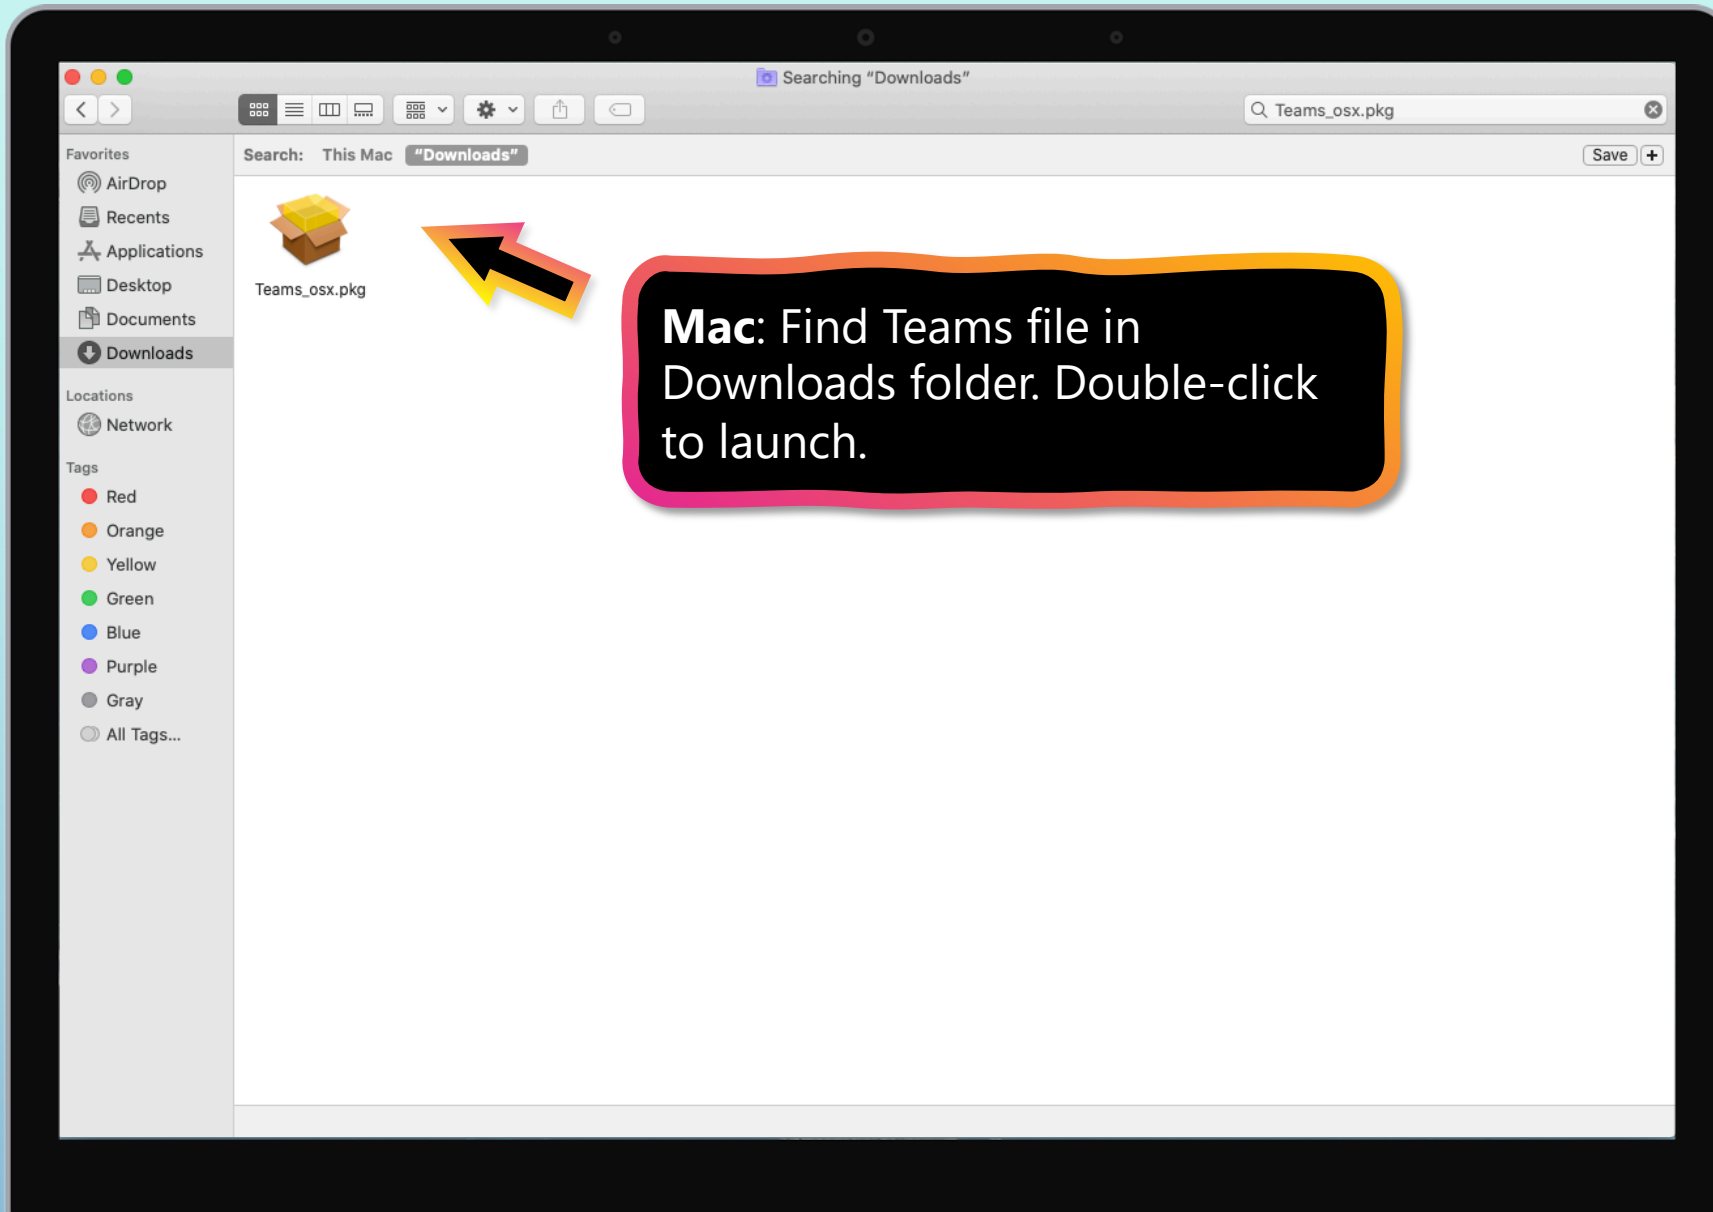 Searching “Downloads”
Teams_osx.pkg
Favorites
AirDrop
Recents
Applications
Desktop
Documents
Downloads
Locations
Network
Tags
Red
Orange
Yellow
Green
Blue
Purple
Gray
All Tags...
Search: This Mac “Downloads” Save +
Teams_osx.pkg
Mac: Find Teams file in
Downloads folder. Double-click
to launch.